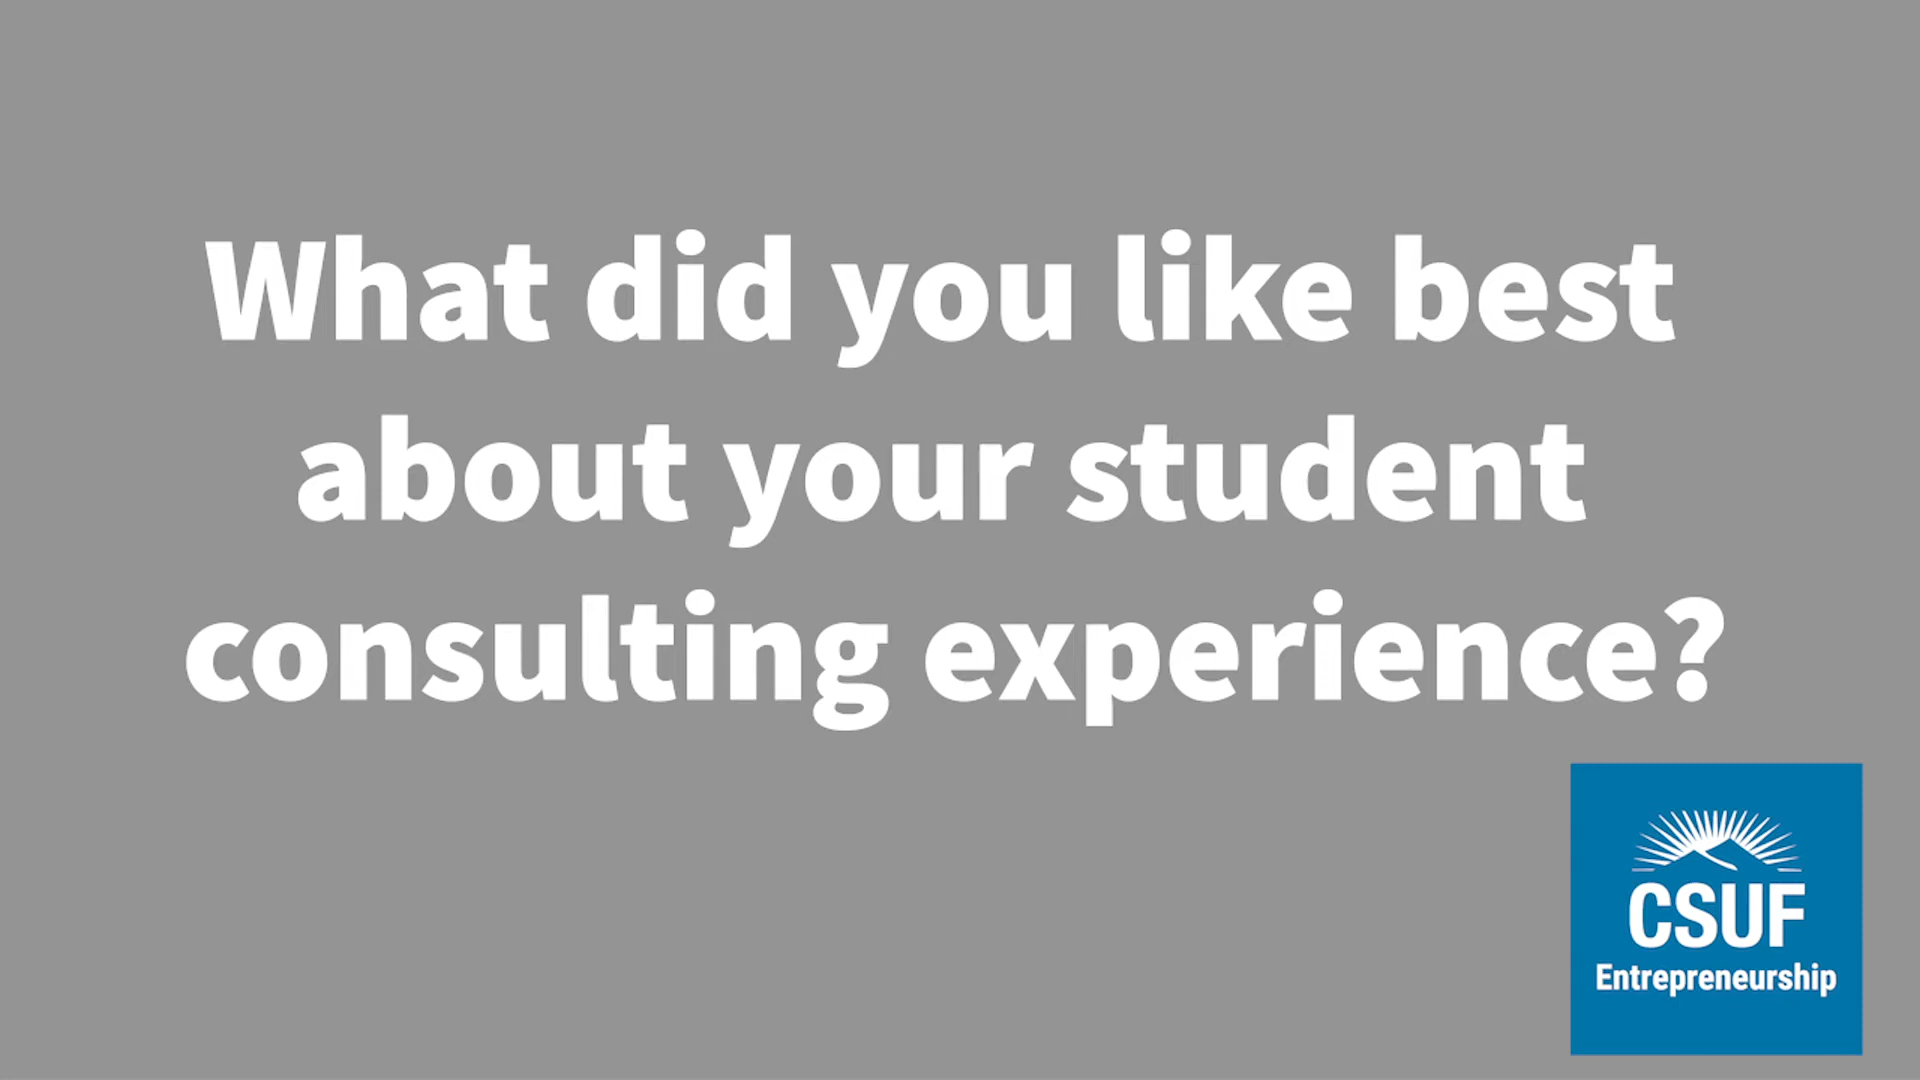 What did you like best
about your student
consulting experience?
CSUF
Entrepreneurship